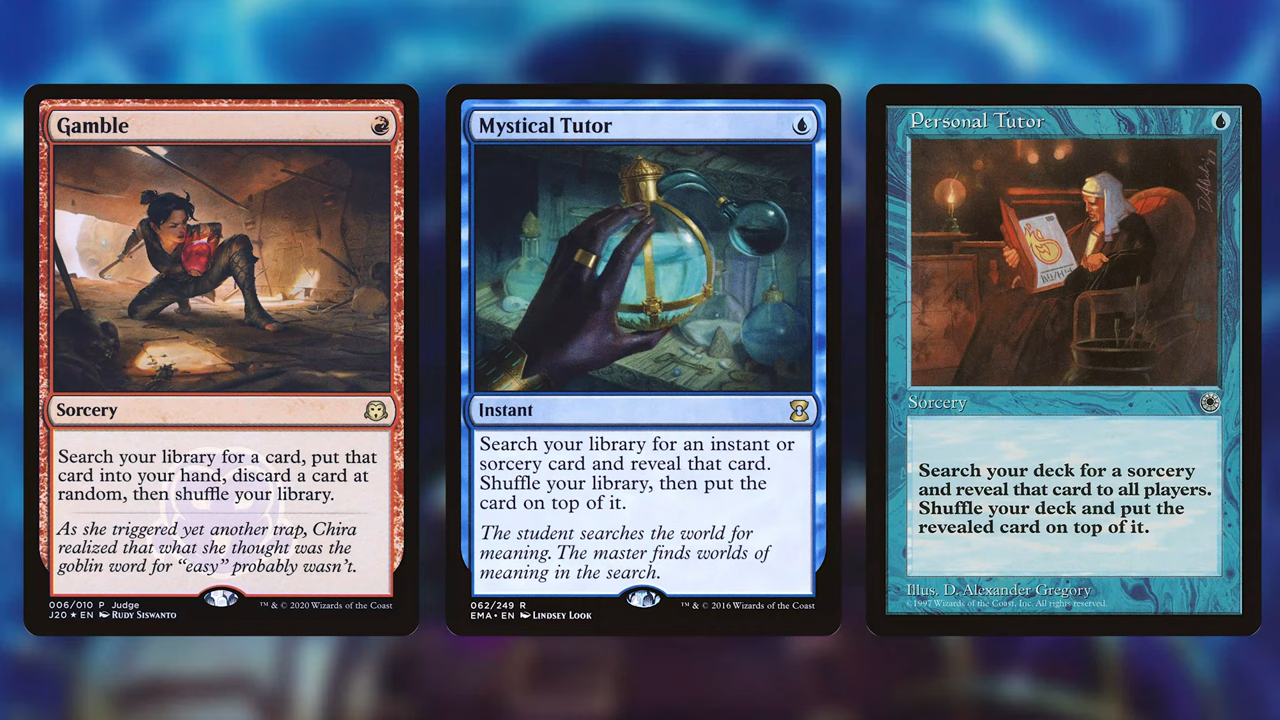 Gamble
Sorcery
Search your library for a card, put that
card into your hand, discard a card at
random, then shuffle your library.
As she triggered yet another trap, Chira
realized that what she thought was the
goblin word for “easy” probably wasn’t.
006/010 P Judge
J20 ★ EN Rudy Siswanto
™ & © 2020 Wizards of the Coast
Mystical Tutor
Instant
Search your library for an instant or
sorcery card and reveal that card.
Shuffle your library, then put the
card on top of it.
The student searches the world for
meaning. The master finds worlds of
meaning in the search.
062/249 R
EMA • EN Lindsey Look
™ & © 2016 Wizards of the Coast
Personal Tutor
Sorcery
Search your deck for a sorcery
and reveal that card to all players.
Shuffle your deck and put the
revealed card on top of it.
Illus. D. Alexander Gregory
©1997 Wizards of the Coast, Inc. All rights reserved.